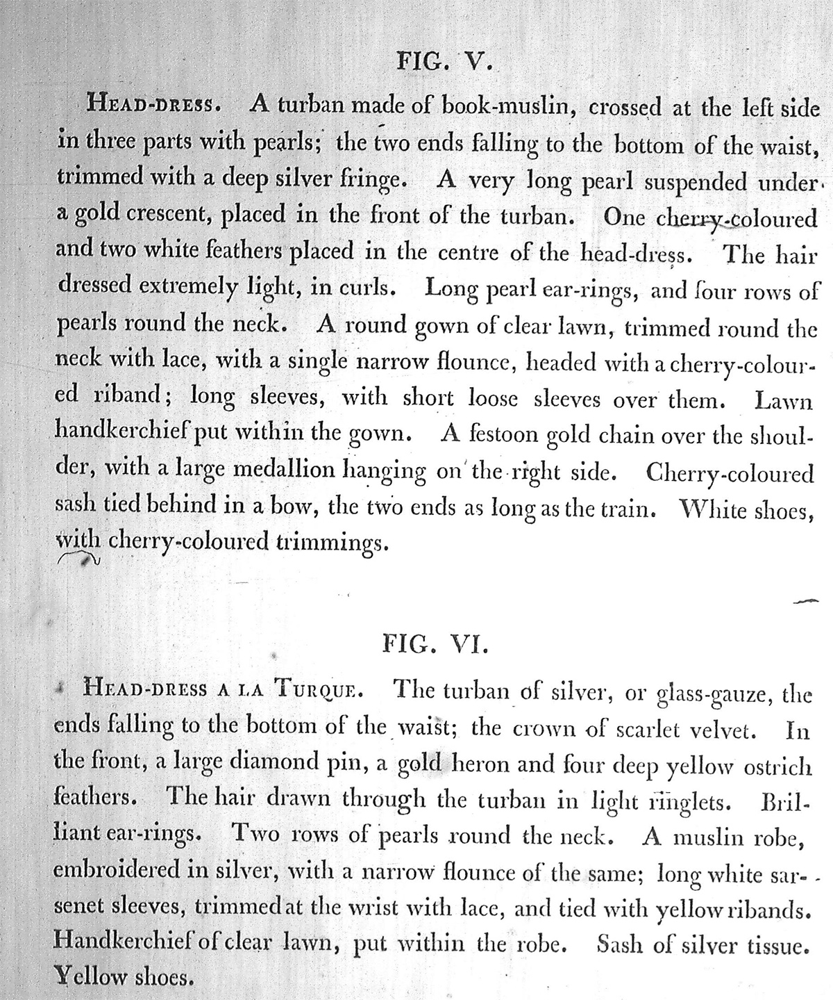 FIG. V.
HEAD-DRESS. A turban made of book-muslin, crossed at the left side
in three parts with pearls; the two ends falling to the bottom of the waist,
trimmed with a deep silver fringe. A very long pearl suspended under
a gold crescent, placed in the front of the turban. One cherry-coloured
and two white feathers placed in the centre of the head-dress. The hair
dressed extremely light, in curls. Long pearl ear-rings, and four rows of
pearls round the neck. A round gown of clear lawn, trimmed round the
neck with lace, with a single narrow flounce, headed with a cherry-colour-
ed riband; long sleeves, with short loose sleeves over them. Lawn
handkerchief put within the gown. A festoon gold chain over the shoul-
der, with a large medallion hanging on the right side. Cherry-coloured
sash tied behind in a bow, the two ends as long as the train. White shoes,
with cherry-coloured trimmings.
FIG. VI.
HEAD-DRESS A LA TURQUE. The turban of silver, or glass-gauze, the
ends falling to the bottom of the waist; the crown of scarlet velvet. In
the front, a large diamond pin, a gold heron and four deep yellow ostrich
feathers. The hair drawn through the turban in light ringlets. Bril-
liant ear-rings. Two rows of pearls round the neck. A muslin robe,
embroidered in silver, with a narrow flounce of the same; long white sar-
senet sleeves, trimmed at the wrist with lace, and tied with yellow ribands.
Handkerchief of clear lawn, put within the robe. Sash of silver tissue.
Yellow shoes.